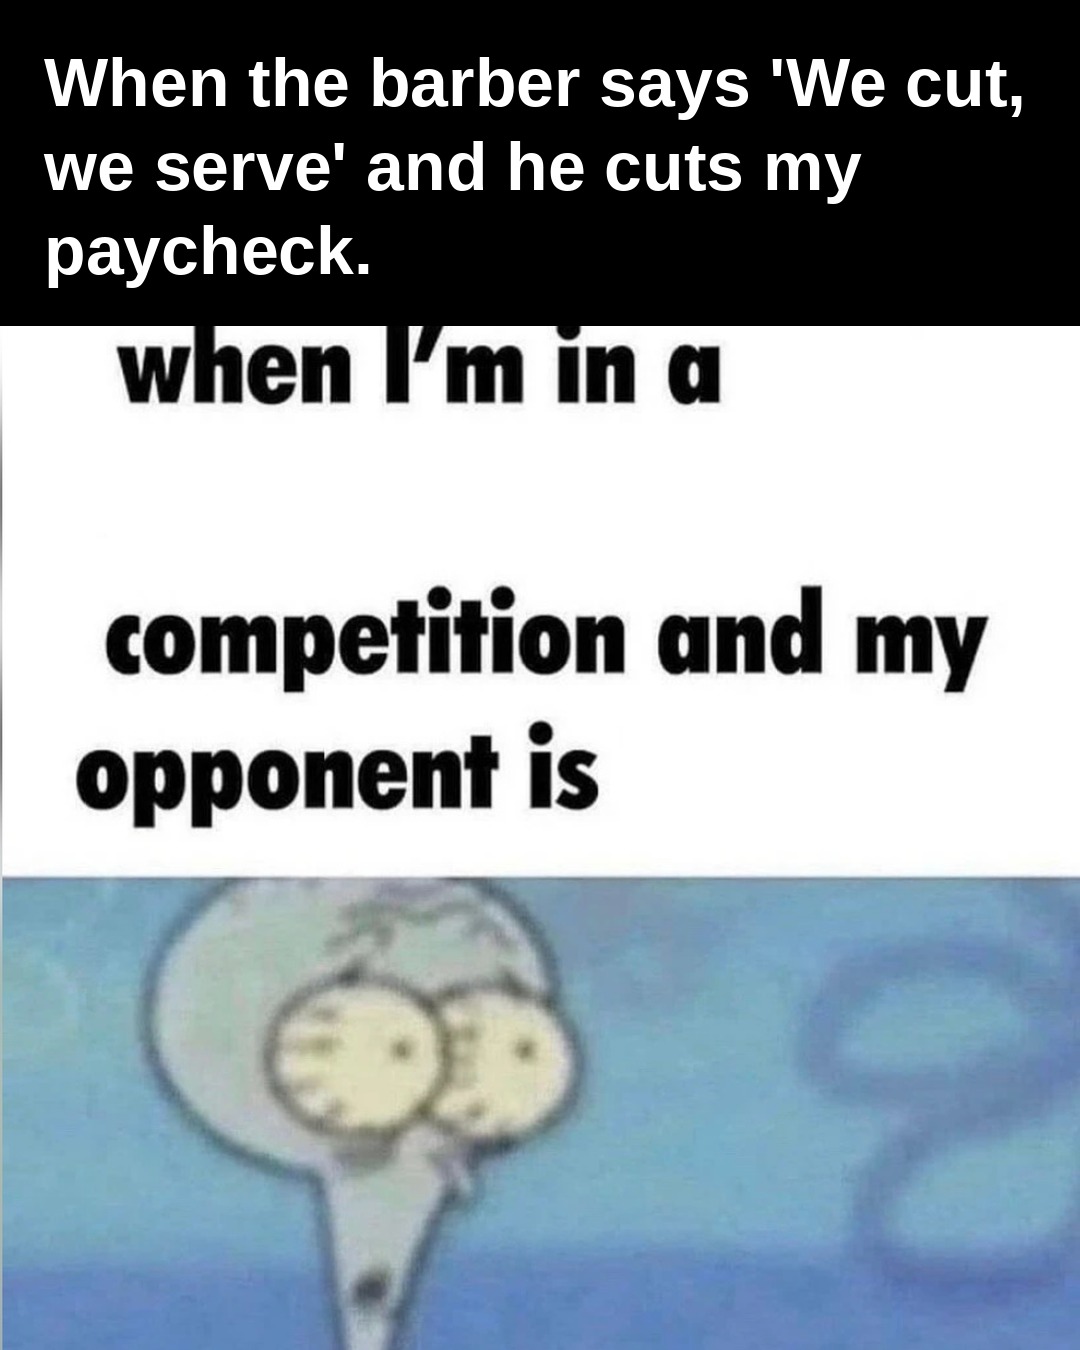 When the barber says 'We cut,
we serve' and he cuts my
paycheck.
when I’m in a
competition and my
opponent is